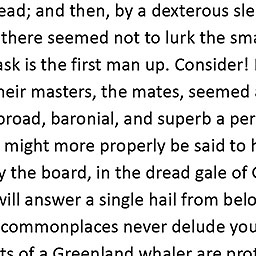 ead; and then, by a dexterous sle
there seemed not to lurk the sma
ask is the first man up. Consider!
heir masters, the mates, seemed
broad, baronial, and superb a per
might more properly be said to h
y the board, in the dread gale of
will answer a single hail from belo
commonplaces never delude you
ts of a Greenland whaler are prot